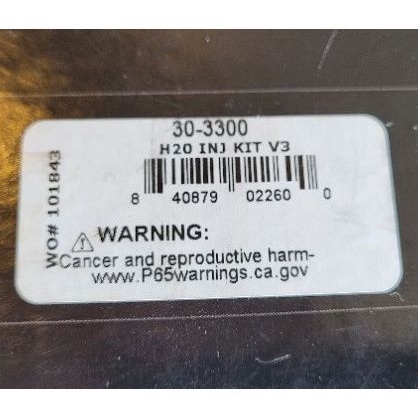 30-3300
H20 INJ KIT V3
8 40879 02260 0
WO# 101843
⚠ WARNING:
Cancer and reproductive harm-
www.P65warnings.ca.gov